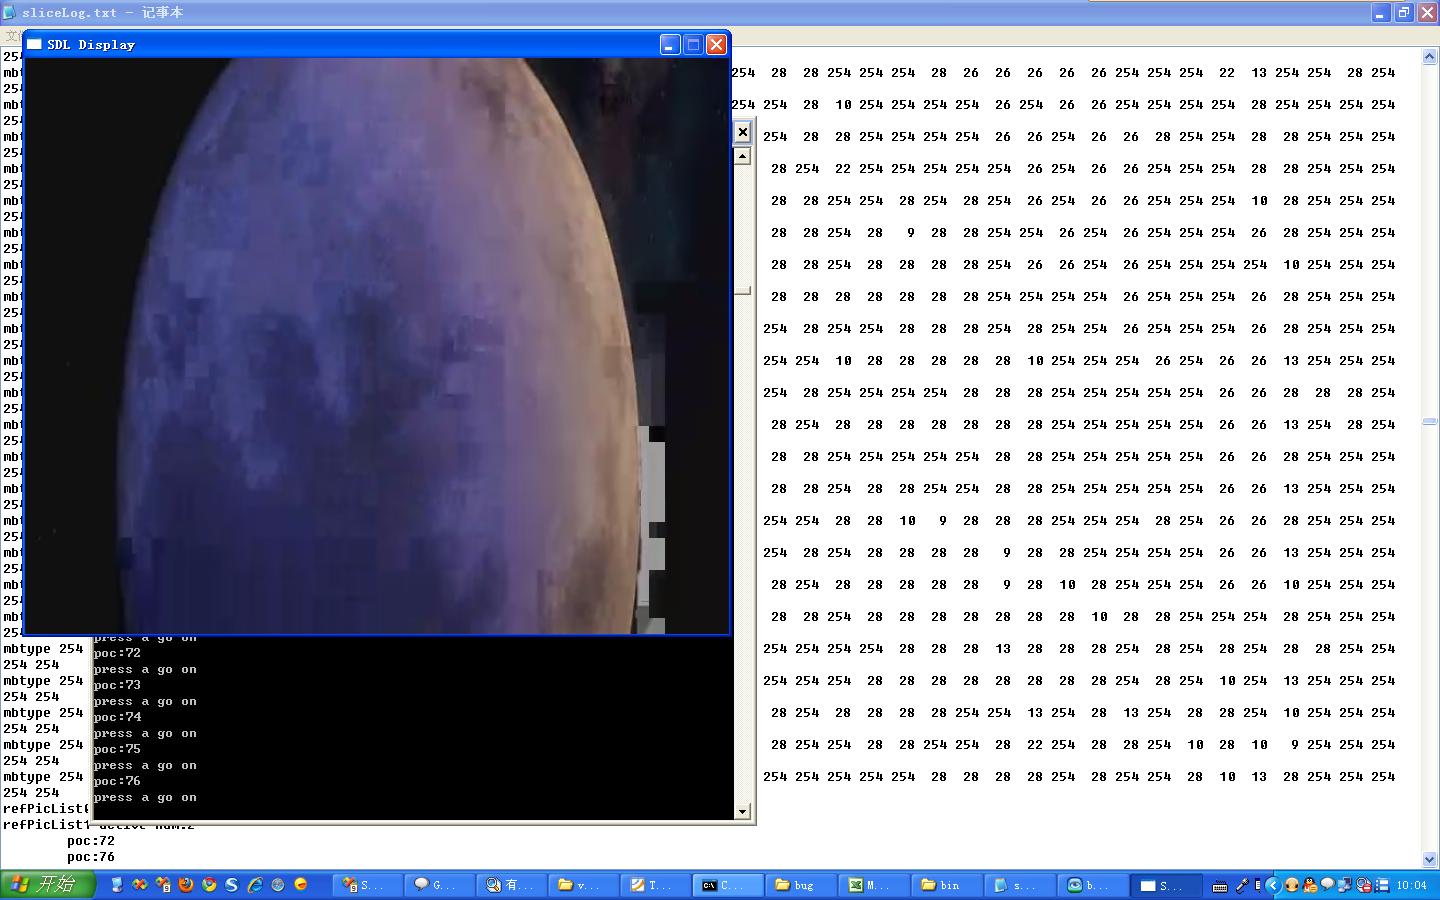 sliceLog.txt - 记事本
SDL Display
254 28 28 254 254 254 28 26 26 26 26 26 254 254 254 22 13 254 254 28 254
254 254 28 10 254 254 254 254 26 254 26 26 254 254 254 254 28 254 254 254 254
254 28 28 254 254 254 26 26 254 26 26 28 254 254 28 28 254 254 254
28 254 22 254 254 254 254 26 254 26 26 254 254 254 254 28 254 254 254
28 28 254 254 28 254 28 254 26 254 26 26 254 254 254 10 28 254 254 254
28 28 254 28 9 28 28 254 254 26 254 26 254 254 254 26 28 254 254 254
28 28 254 28 28 28 28 254 26 26 254 26 254 254 254 254 10 254 254 254
28 28 28 28 28 28 254 254 254 254 26 254 254 254 26 28 254 254 254
254 28 254 254 28 28 28 254 28 254 254 26 254 254 26 26 28 254 254 254
254 254 10 28 28 28 28 28 10 254 254 254 26 254 26 26 13 254 254 254
254 28 254 254 254 254 28 28 28 254 254 254 254 254 26 26 28 28 28 254
28 254 28 28 28 28 28 28 28 254 254 254 254 254 26 26 13 254 28 254
28 28 254 254 254 254 254 28 28 254 254 254 254 254 26 26 28 254 254 254
28 28 254 28 28 254 254 28 28 254 254 254 254 254 26 26 13 254 254 254
254 254 28 28 10 9 28 28 28 254 254 254 28 254 26 26 28 254 254 254
254 28 254 28 28 28 28 9 28 28 254 254 254 254 26 26 13 254 254 254
28 254 28 28 28 28 28 9 28 10 28 254 254 254 26 26 10 254 254 254
28 28 254 28 28 28 28 28 28 28 10 28 28 254 254 254 28 254 254 254
mbtype 254 254 254 254 254 28 28 28 13 28 28 28 254 28 254 28 254 28 28 254 254
254 254
mbtype 254 254 254 254 28 28 28 28 28 28 28 254 28 254 10 254 13 254 254 254
254 254
mbtype 254 28 254 28 28 28 28 254 254 13 254 28 13 254 28 28 254 10 254 254 254
254 254
mbtype 254 28 254 254 28 28 254 254 28 22 254 28 28 254 10 28 10 9 254 254 254
254 254
mbtype 254 254 254 254 254 254 28 28 28 28 254 28 254 254 28 10 13 28 254 254 254
254 254
poc:72
poc:76
press a go on
poc:72
press a go on
poc:73
press a go on
poc:74
press a go on
poc:75
press a go on
poc:76
press a go on
开始
S...
G...
有...
v...
T...
C...
bug
M...
bin
s...
b...
S...
10:04